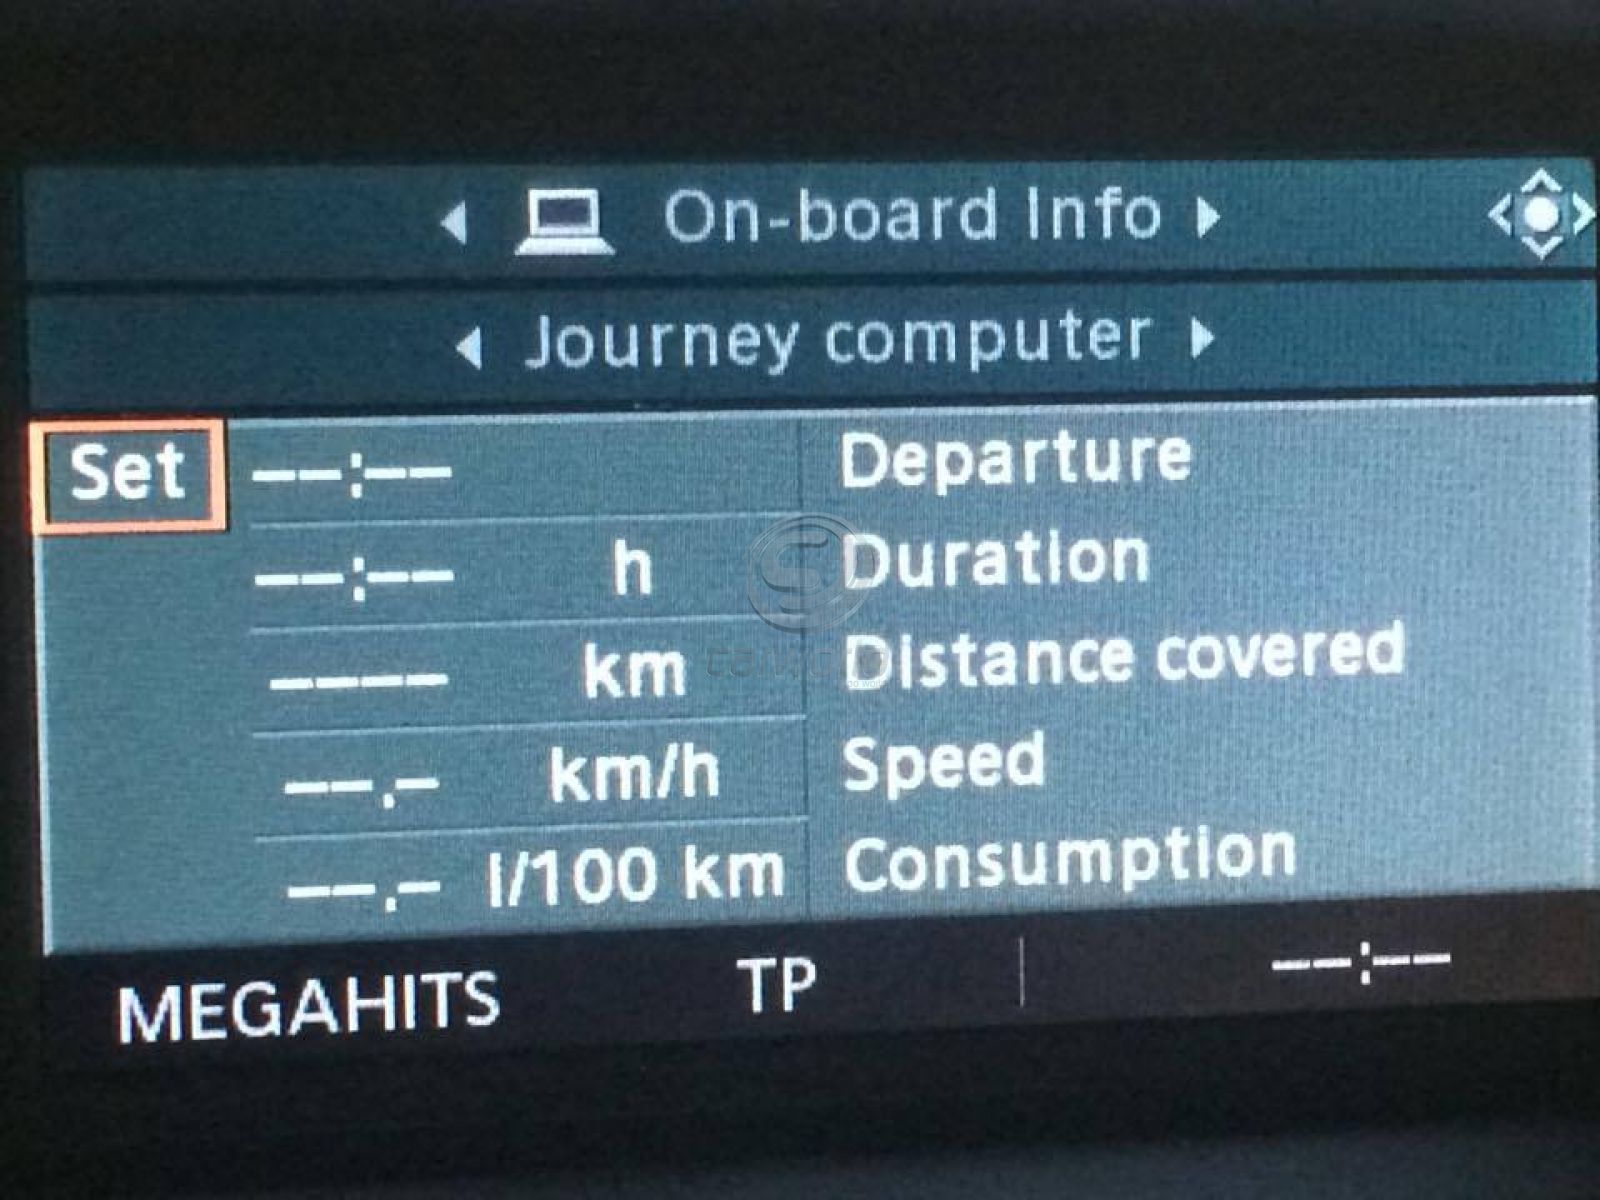 On-board Info
Journey computer
Set --:-- Departure
--:-- h Duration
---- km Distance covered
--.- km/h Speed
--.- l/100 km Consumption
MEGAHITS TP --:--